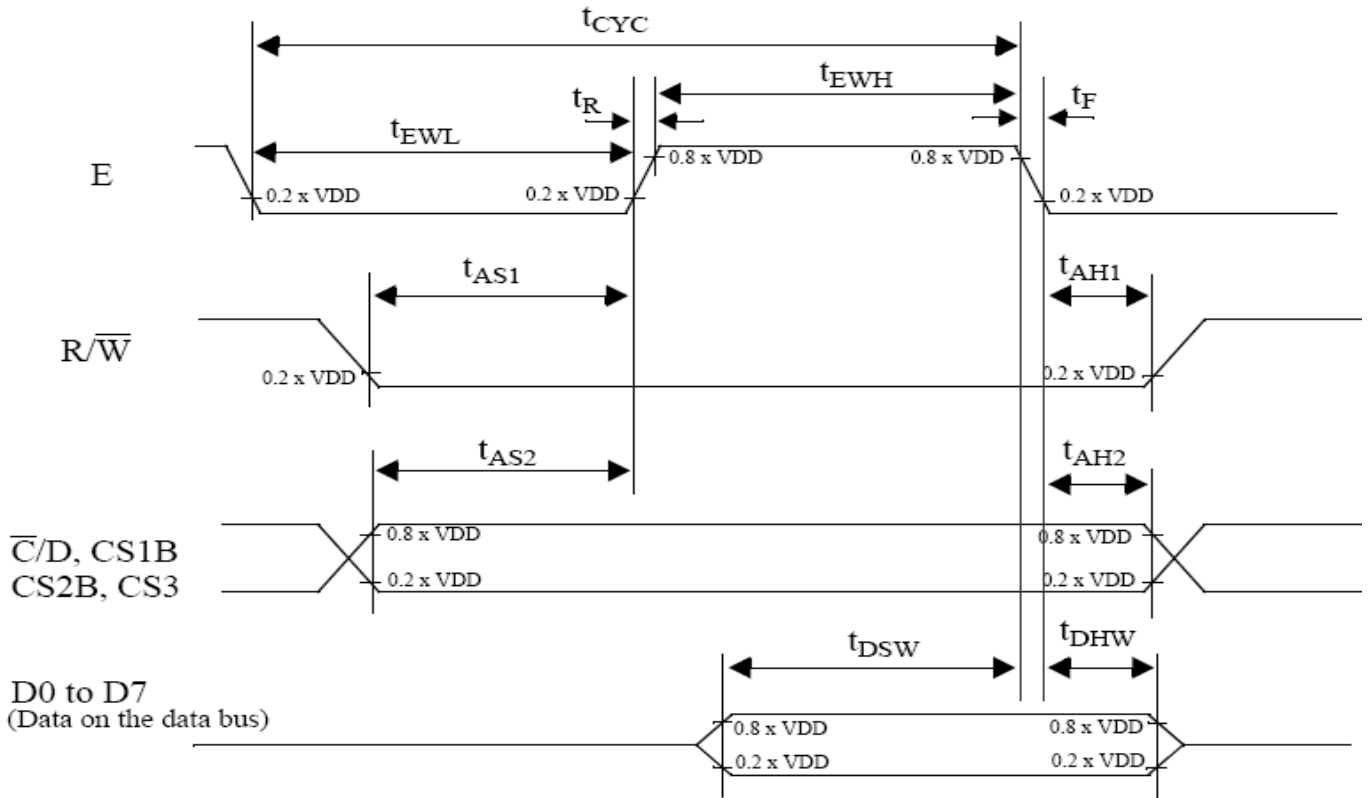 tCYC
tEWH
tR
tF
tEWL
E
0.8 x VDD
0.8 x VDD
0.2 x VDD
0.2 x VDD
0.2 x VDD
tAS1
tAH1
R/W̅
0.2 x VDD
0.2 x VDD
tAS2
tAH2
C̅/D, CS1B
CS2B, CS3
0.8 x VDD
0.8 x VDD
0.2 x VDD
0.2 x VDD
tDSW
tDHW
D0 to D7
(Data on the data bus)
0.8 x VDD
0.8 x VDD
0.2 x VDD
0.2 x VDD